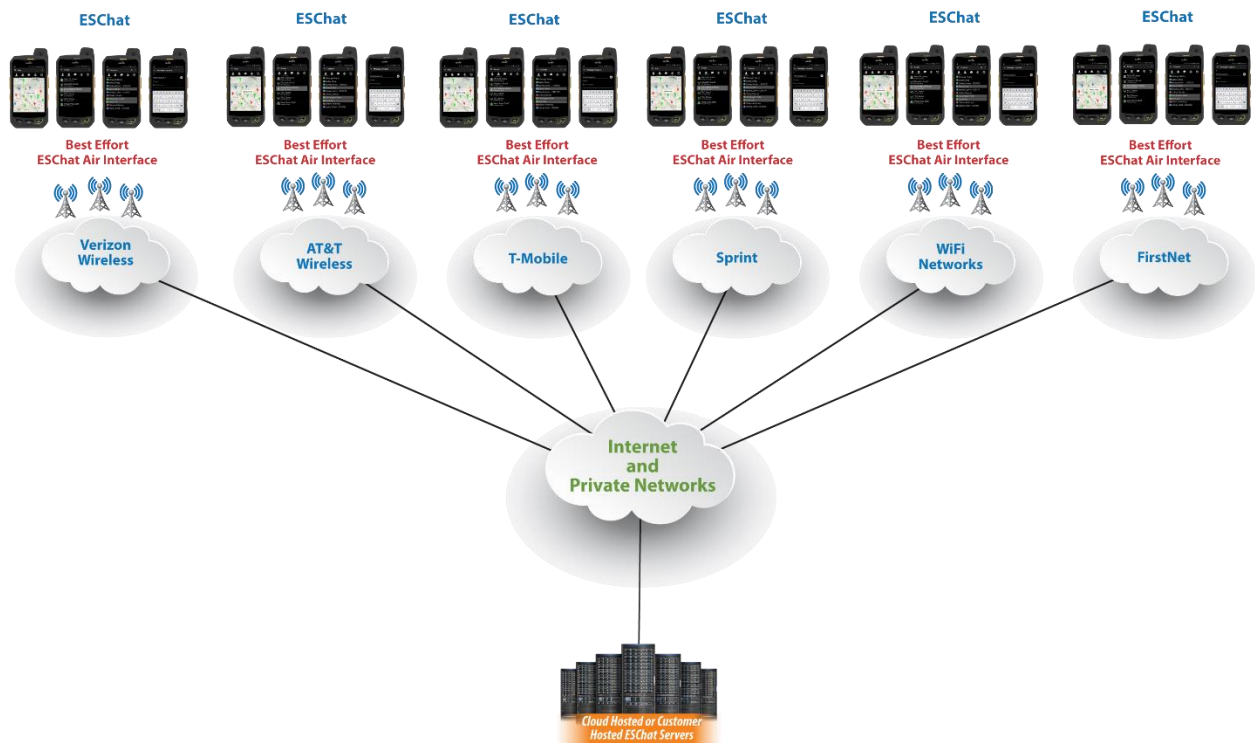 ESChat
ESChat
ESChat
ESChat
ESChat
ESChat
Best Effort
ESChat Air Interface
Best Effort
ESChat Air Interface
Best Effort
ESChat Air Interface
Best Effort
ESChat Air Interface
Best Effort
ESChat Air Interface
Best Effort
ESChat Air Interface
Verizon
Wireless
AT&T
Wireless
T-Mobile
Sprint
WiFi
Networks
FirstNet
Internet
and
Private Networks
Cloud Hosted or Customer
Hosted ESChat Servers